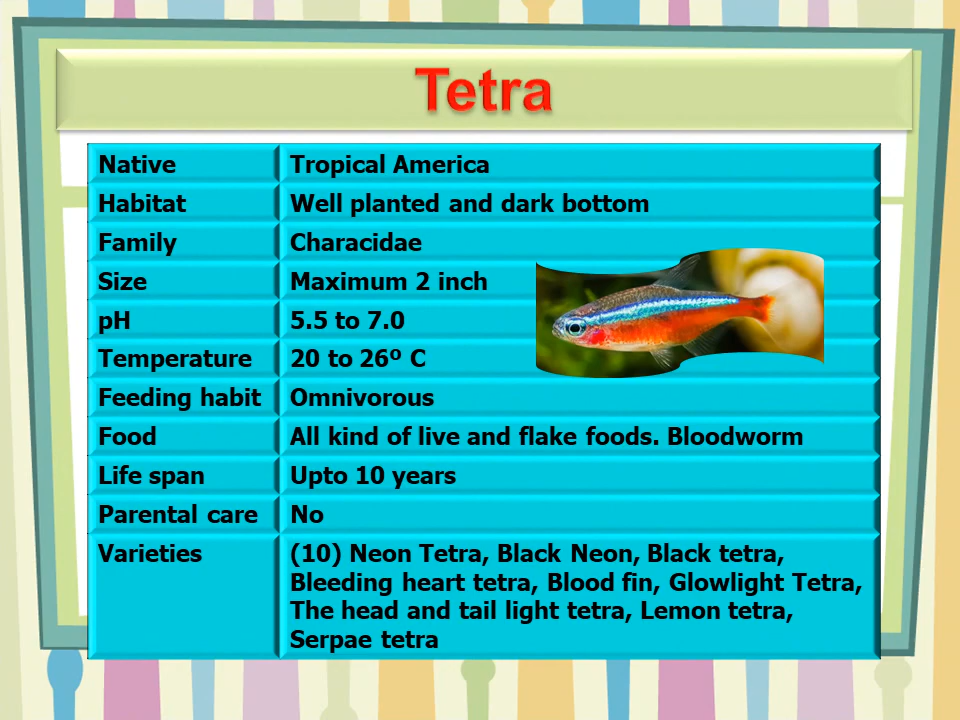 Tetra
Native Tropical America
Habitat Well planted and dark bottom
Family Characidae
Size Maximum 2 inch
pH 5.5 to 7.0
Temperature 20 to 26º C
Feeding habit Omnivorous
Food All kind of live and flake foods. Bloodworm
Life span Upto 10 years
Parental care No
Varieties (10) Neon Tetra, Black Neon, Black tetra,
Bleeding heart tetra, Blood fin, Glowlight Tetra,
The head and tail light tetra, Lemon tetra,
Serpae tetra